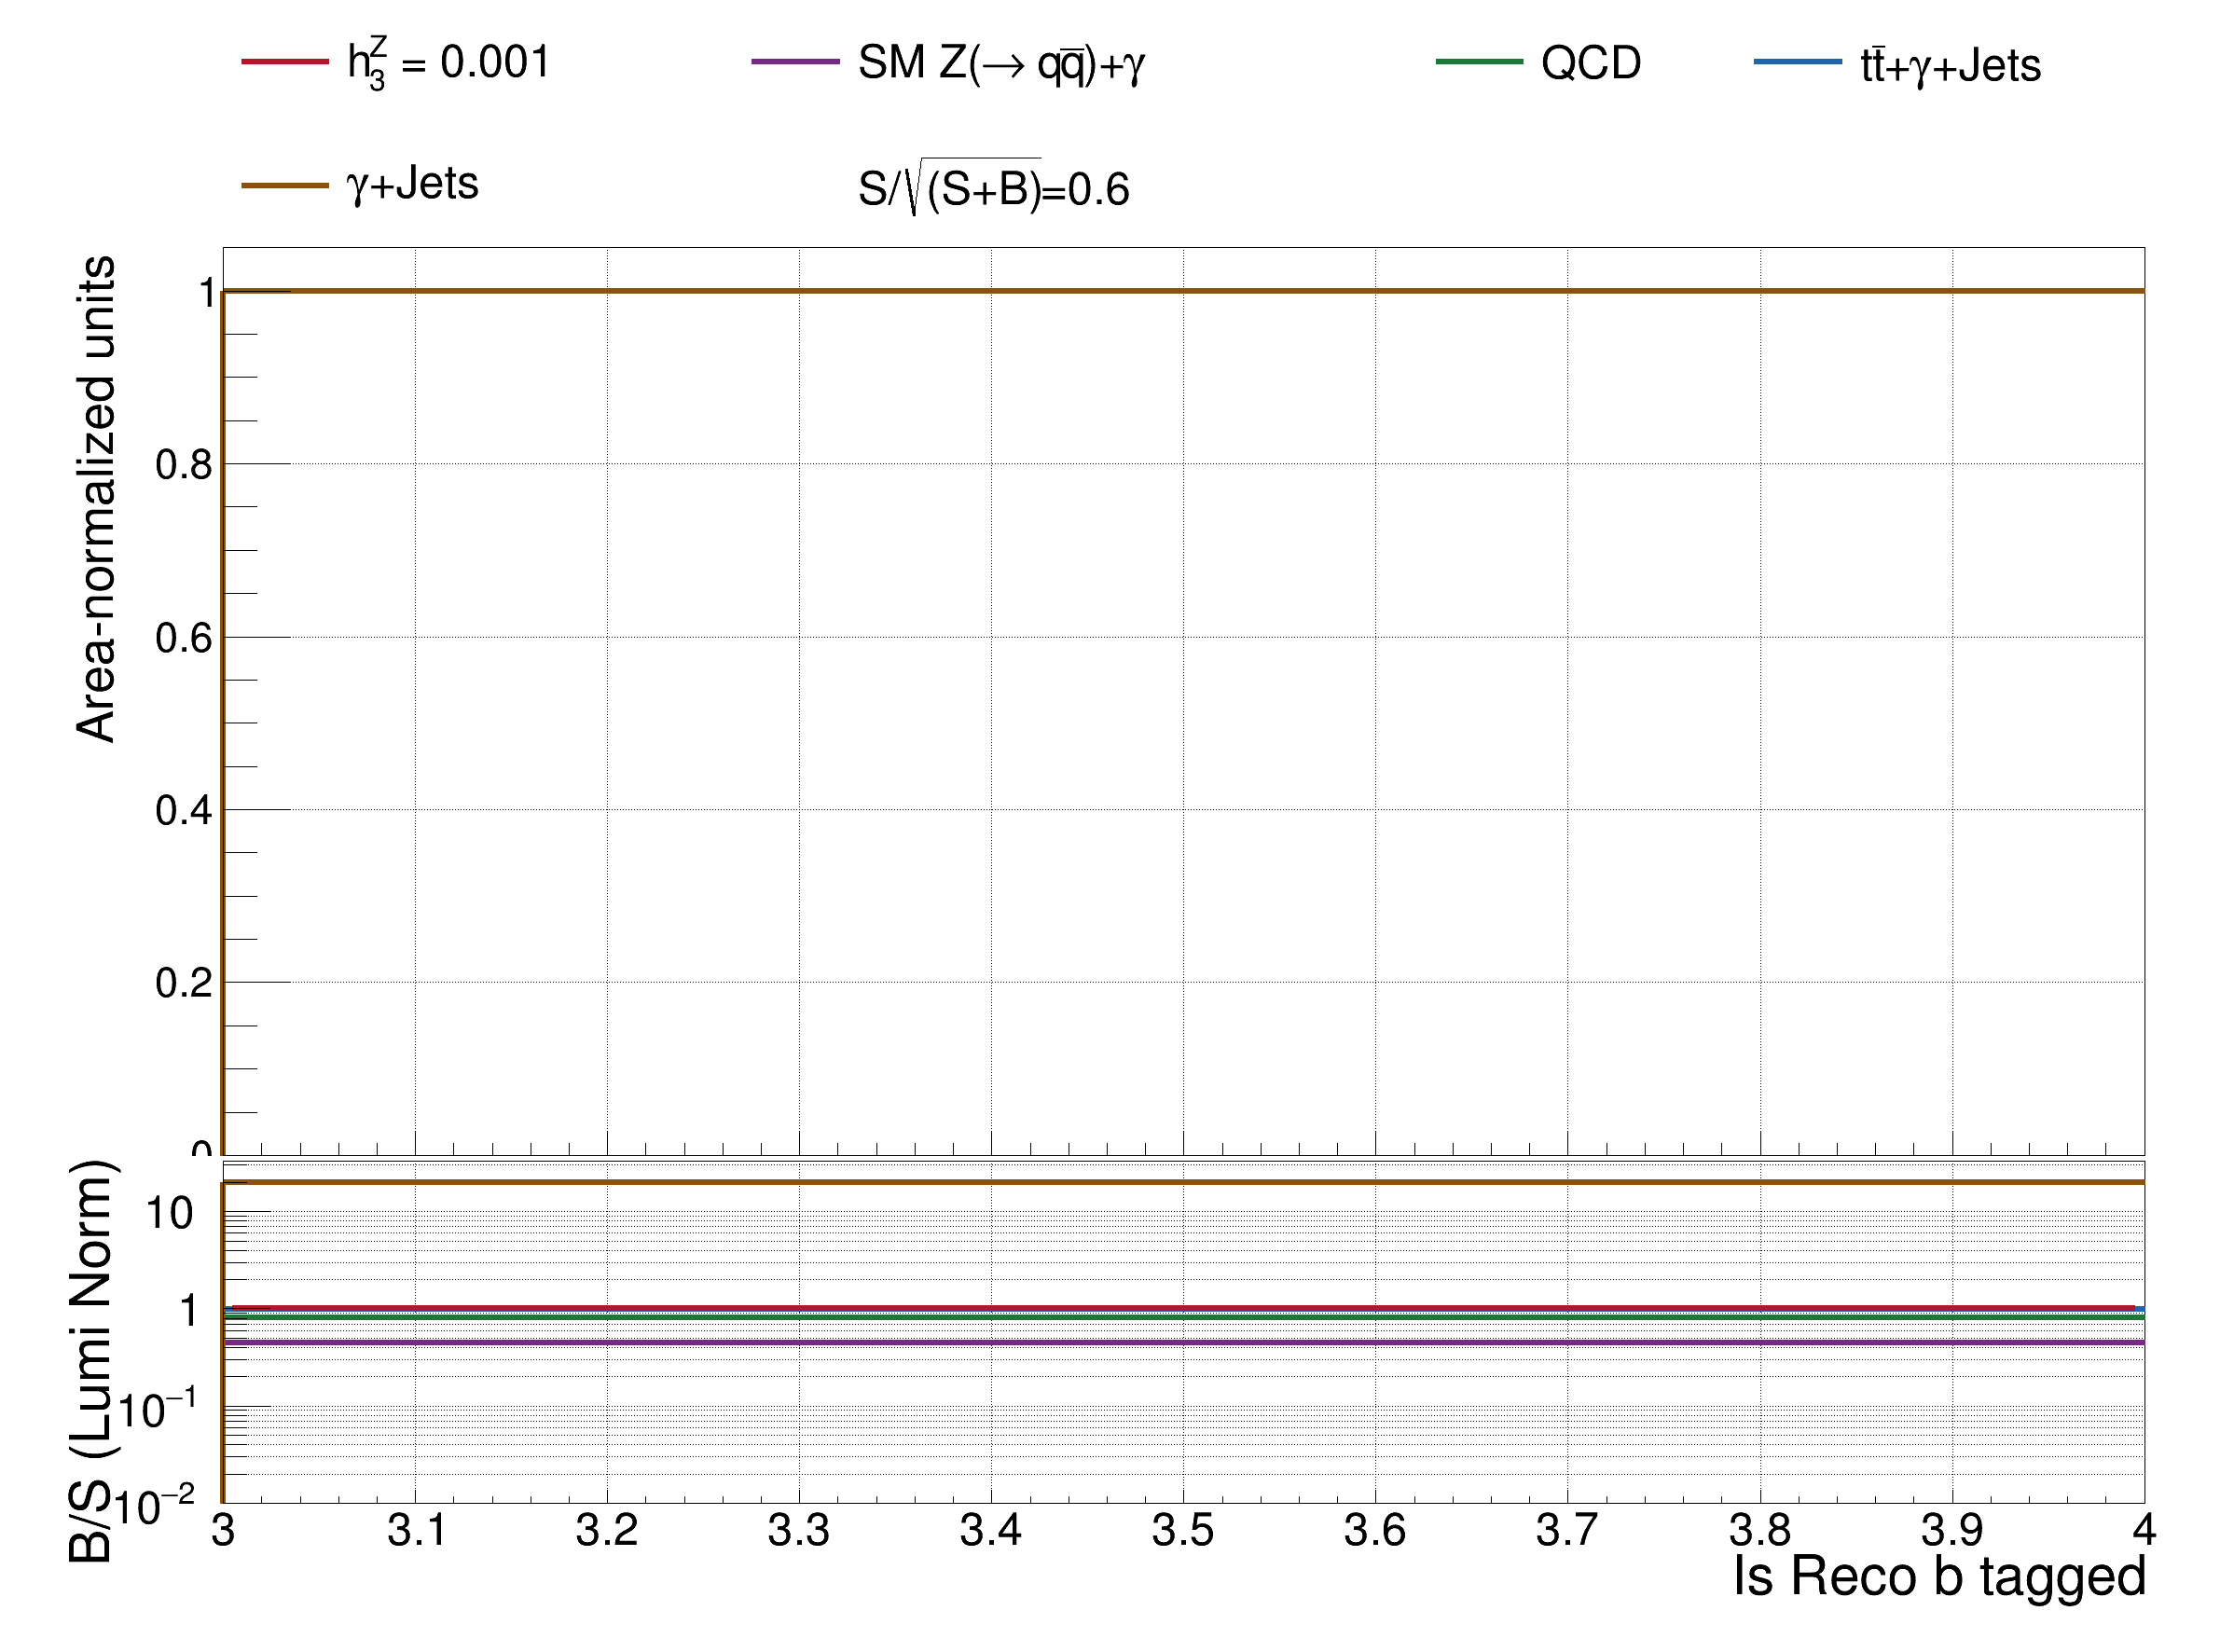 h₃ᶻ = 0.001 SM Z(→ qq̅)+γ QCD tt̅+γ+Jets
γ+Jets S/√(S+B)=0.6
Area-normalized units
1
0.8
0.6
0.4
0.2
0
B/S (Lumi Norm)
10
1
10⁻¹
10⁻²
3 3.1 3.2 3.3 3.4 3.5 3.6 3.7 3.8 3.9 4
Is Reco b tagged